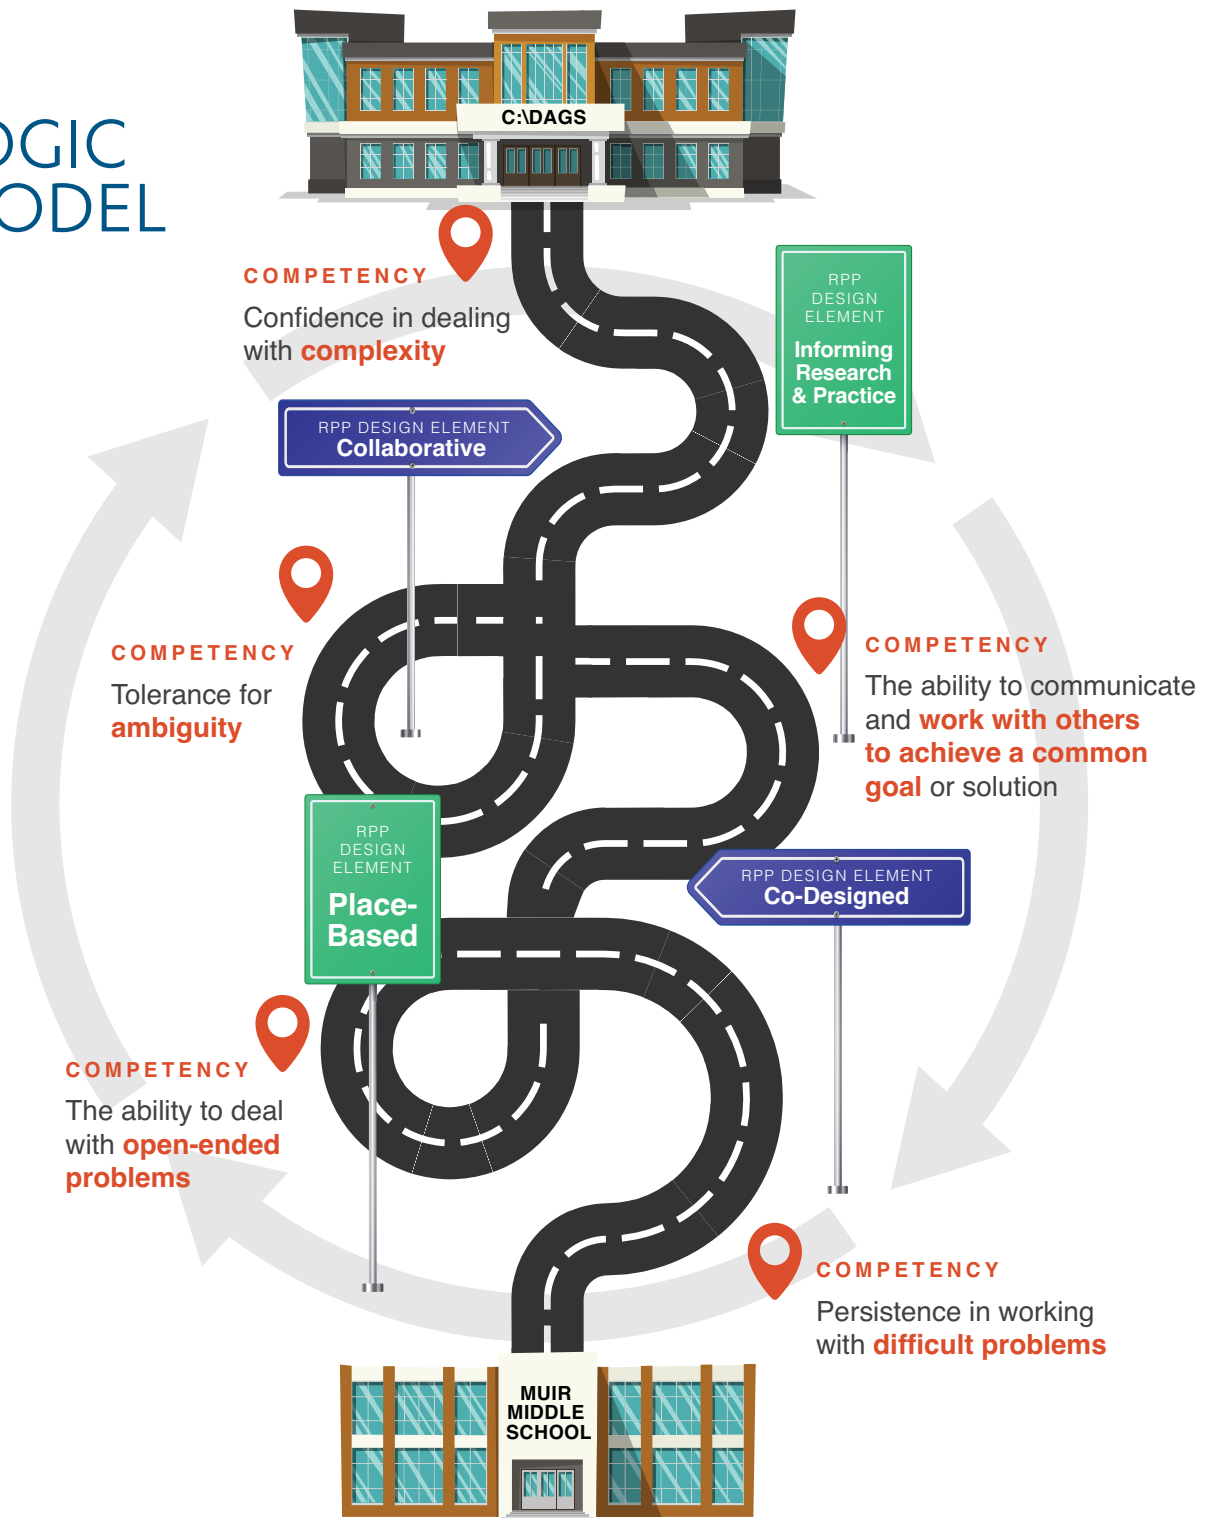 OGIC
ODEL
C:\DAGS
COMPETENCY
Confidence in dealing
with complexity
RPP
DESIGN
ELEMENT
Informing
Research
& Practice
RPP DESIGN ELEMENT
Collaborative
COMPETENCY
Tolerance for
ambiguity
COMPETENCY
The ability to communicate
and work with others
to achieve a common
goal or solution
RPP
DESIGN
ELEMENT
Place-
Based
RPP DESIGN ELEMENT
Co-Designed
COMPETENCY
The ability to deal
with open-ended
problems
COMPETENCY
Persistence in working
with difficult problems
MUIR
MIDDLE
SCHOOL